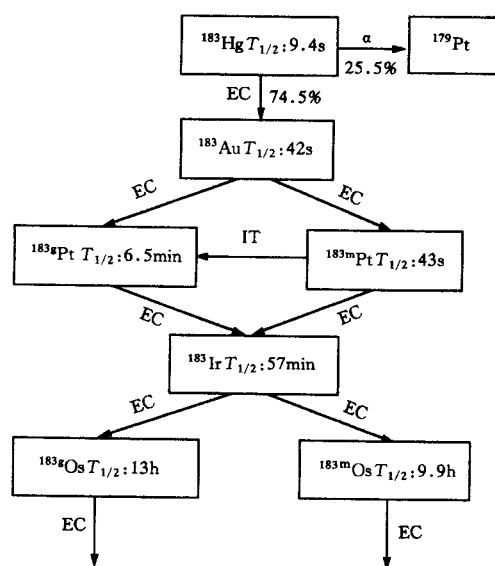 ¹⁸³Hg T₁/₂:9.4s
α
25.5%
¹⁷⁹Pt
EC
74.5%
¹⁸³Au T₁/₂:42s
EC
EC
¹⁸³ᵍPt T₁/₂:6.5min
IT
¹⁸³ᵐPt T₁/₂:43s
EC
EC
¹⁸³Ir T₁/₂:57min
EC
EC
¹⁸³ᵍOs T₁/₂:13h
¹⁸³ᵐOs T₁/₂:9.9h
EC
EC